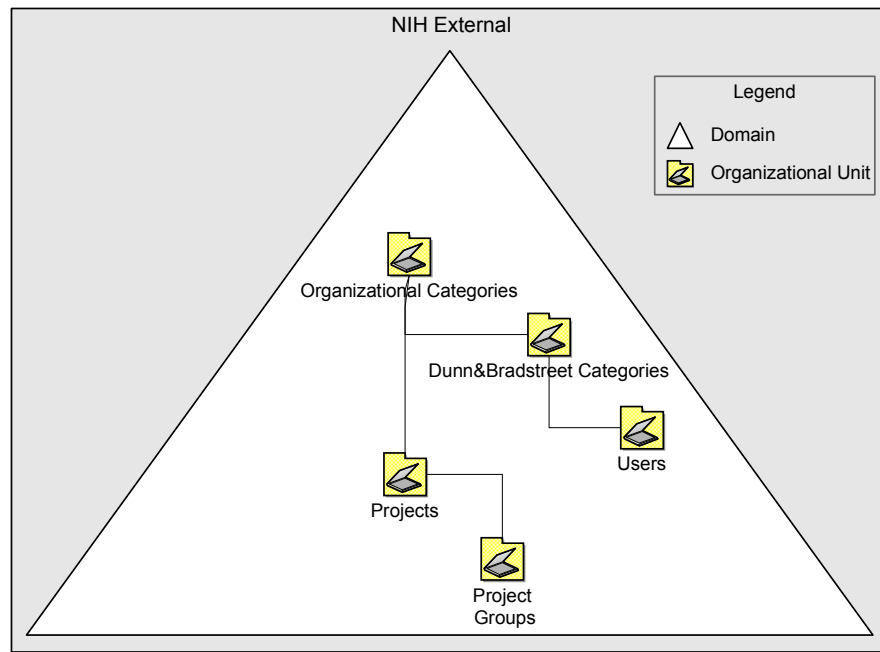 NIH External
Legend
Domain
Organizational Unit
Organizational Categories
Dunn&Bradstreet Categories
Users
Projects
Project
Groups